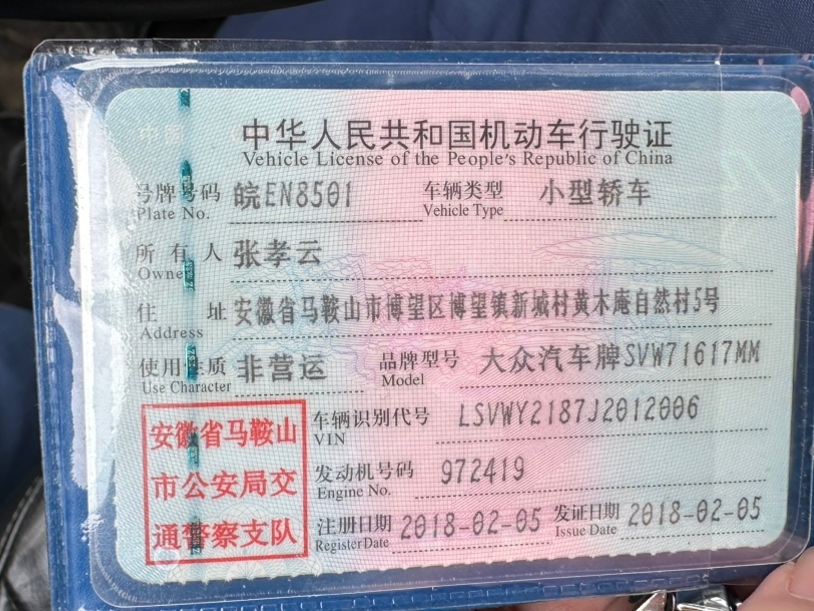 中华人民共和国机动车行驶证
Vehicle License of the People's Republic of China
号牌号码 皖EN8501 车辆类型 小型轿车
Plate No. Vehicle Type
所有人 张孝云
Owner
住址 安徽省马鞍山市博望区博望镇新城村黄木庵自然村5号
Address
使用性质 非营运 品牌型号 大众汽车牌SVW71617MM
Use Character Model
安徽省马鞍山
市公安局交
通警察支队
车辆识别代号 LSVWY2187J2012006
VIN
发动机号码 972419
Engine No.
注册日期 2018-02-05 发证日期 2018-02-05
Register Date Issue Date